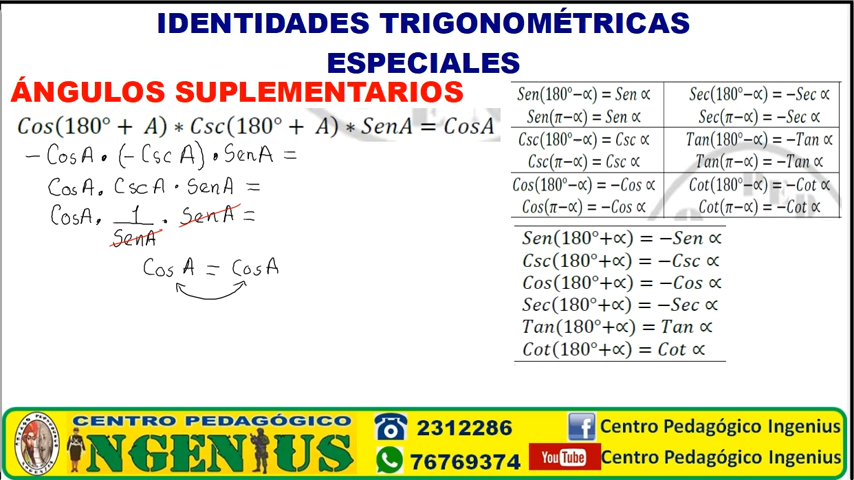 IDENTIDADES TRIGONOMÉTRICAS
ESPECIALES
ÁNGULOS SUPLEMENTARIOS
Cos(180° + A) * Csc(180° + A) * SenA = CosA
- CosA · (- Csc A) · SenA =
CosA · CscA · SenA =
CosA · 1/SenA · SenA =
Cos A = CosA
Sen(180°−∝) = Sen ∝
Sen(π−∝) = Sen ∝
Csc(180°−∝) = Csc ∝
Csc(π−∝) = Csc ∝
Cos(180°−∝) = −Cos ∝
Cos(π−∝) = −Cos ∝
Sec(180°−∝) = −Sec ∝
Sec(π−∝) = −Sec ∝
Tan(180°−∝) = −Tan ∝
Tan(π−∝) = −Tan ∝
Cot(180°−∝) = −Cot ∝
Cot(π−∝) = −Cot ∝
Sen(180°+∝) = −Sen ∝
Csc(180°+∝) = −Csc ∝
Cos(180°+∝) = −Cos ∝
Sec(180°+∝) = −Sec ∝
Tan(180°+∝) = Tan ∝
Cot(180°+∝) = Cot ∝
CENTRO PEDAGÓGICO
INGENIUS
2312286
76769374
f Centro Pedagógico Ingenius
YouTube Centro Pedagógico Ingenius